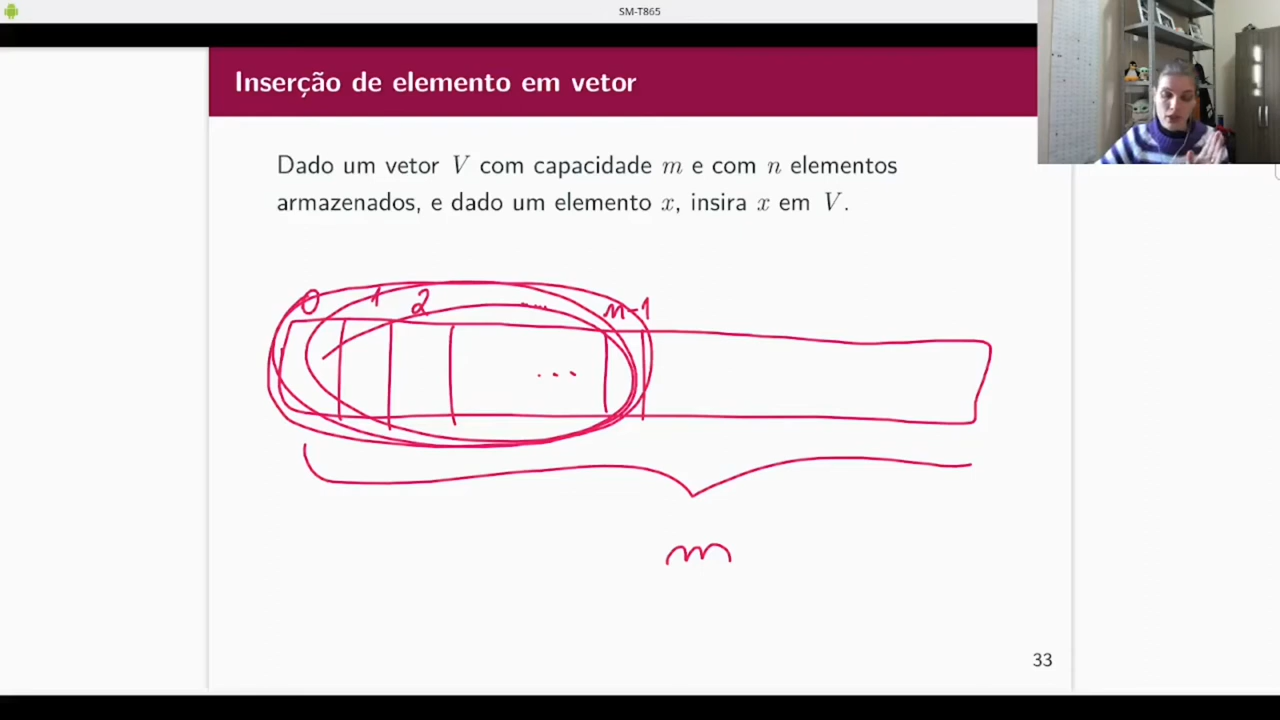 SM-T865
Inserção de elemento em vetor
Dado um vetor V com capacidade m e com n elementos
armazenados, e dado um elemento x, insira x em V.
0 1 2 ..... n-1
...
m
33